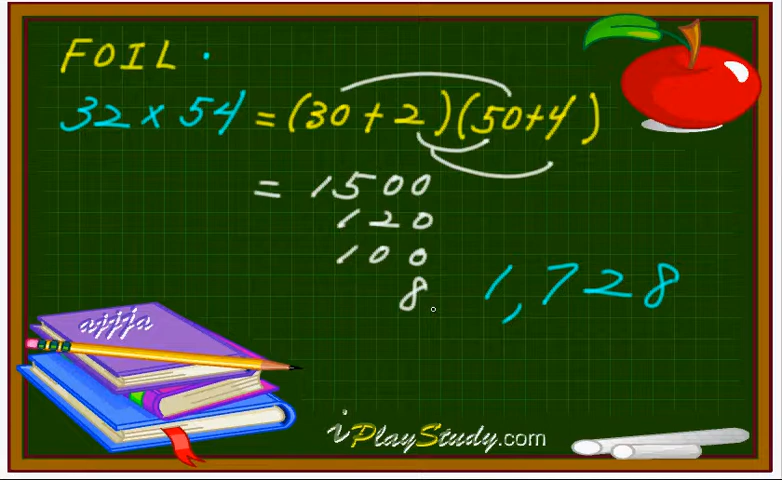 FOIL.
32 x 54 = (30 + 2)(50+4)
= 1500
120
100
8
1,728
ajjja
iPlayStudy.com